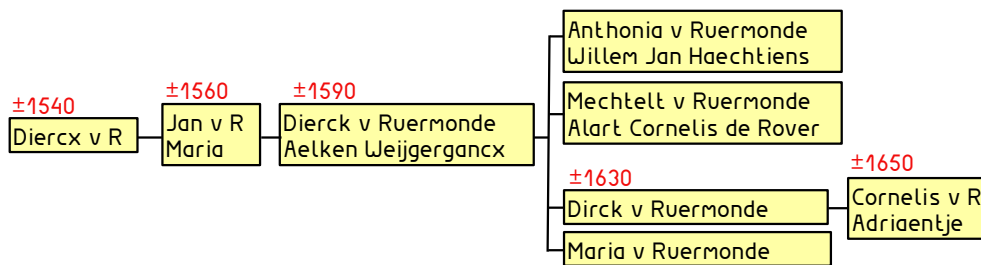 ±1540
Diercx v R
±1560
Jan v R
Maria
±1590
Dierck v Ruermonde
Aelken Weijgergancx
Anthonia v Ruermonde
Willem Jan Haechtiens
Mechtelt v Ruermonde
Alart Cornelis de Rover
±1630
Dirck v Ruermonde
Maria v Ruermonde
±1650
Cornelis v R
Adriaentje